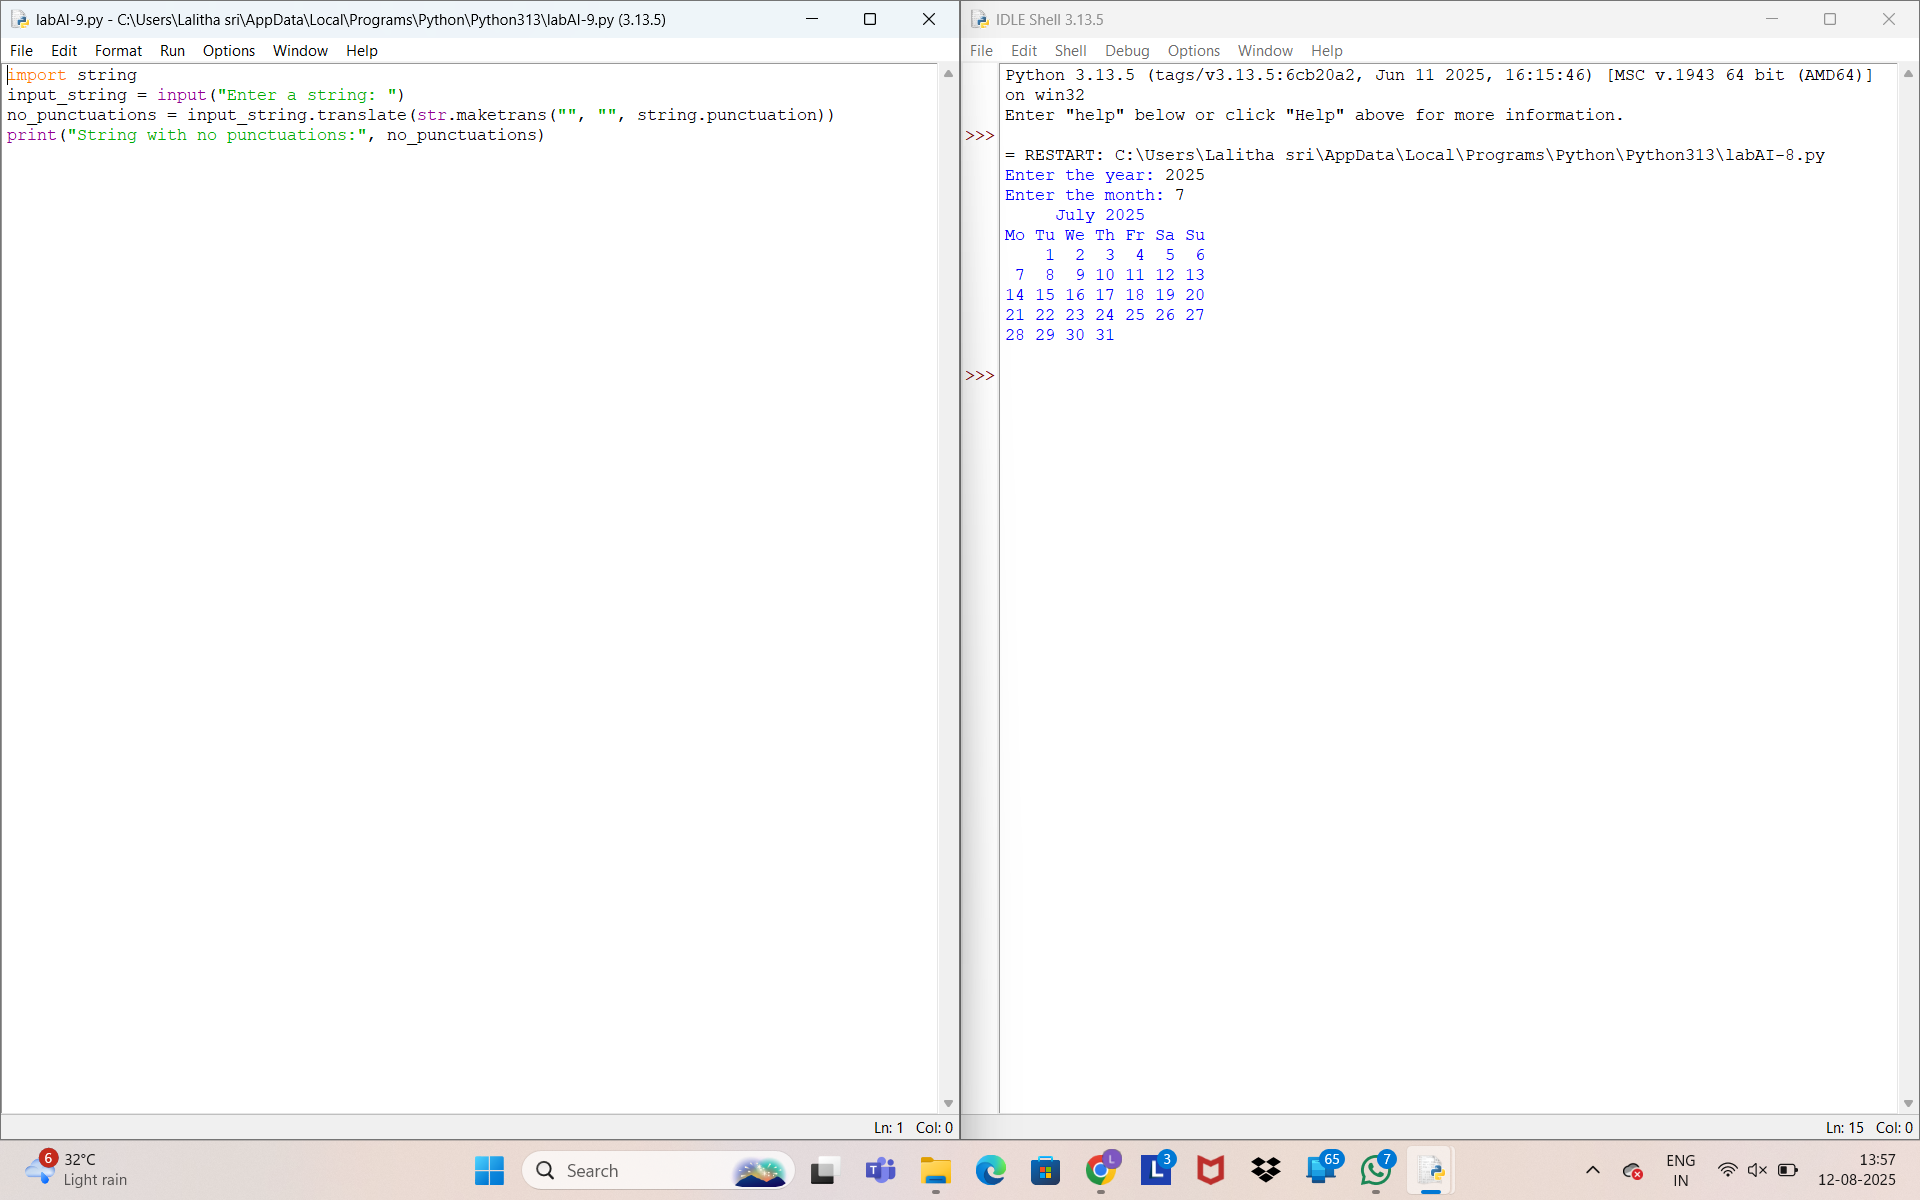 labAI-9.py - C:\Users\Lalitha sri\AppData\Local\Programs\Python\Python313\labAI-9.py (3.13.5)
File Edit Format Run Options Window Help
import string
input_string = input("Enter a string: ")
no_punctuations = input_string.translate(str.maketrans("", "", string.punctuation))
print("String with no punctuations:", no_punctuations)
Ln: 1 Col: 0
IDLE Shell 3.13.5
File Edit Shell Debug Options Window Help
Python 3.13.5 (tags/v3.13.5:6cb20a2, Jun 11 2025, 16:15:46) [MSC v.1943 64 bit (AMD64)]
on win32
Enter "help" below or click "Help" above for more information.
>>>
= RESTART: C:\Users\Lalitha sri\AppData\Local\Programs\Python\Python313\labAI-8.py
Enter the year: 2025
Enter the month: 7
     July 2025
Mo Tu We Th Fr Sa Su
    1  2  3  4  5  6
 7  8  9 10 11 12 13
14 15 16 17 18 19 20
21 22 23 24 25 26 27
28 29 30 31
>>>
Ln: 15 Col: 0
6
32°C
Light rain
Search
L
L 3
65
7
ENG
IN
13:57
12-08-2025